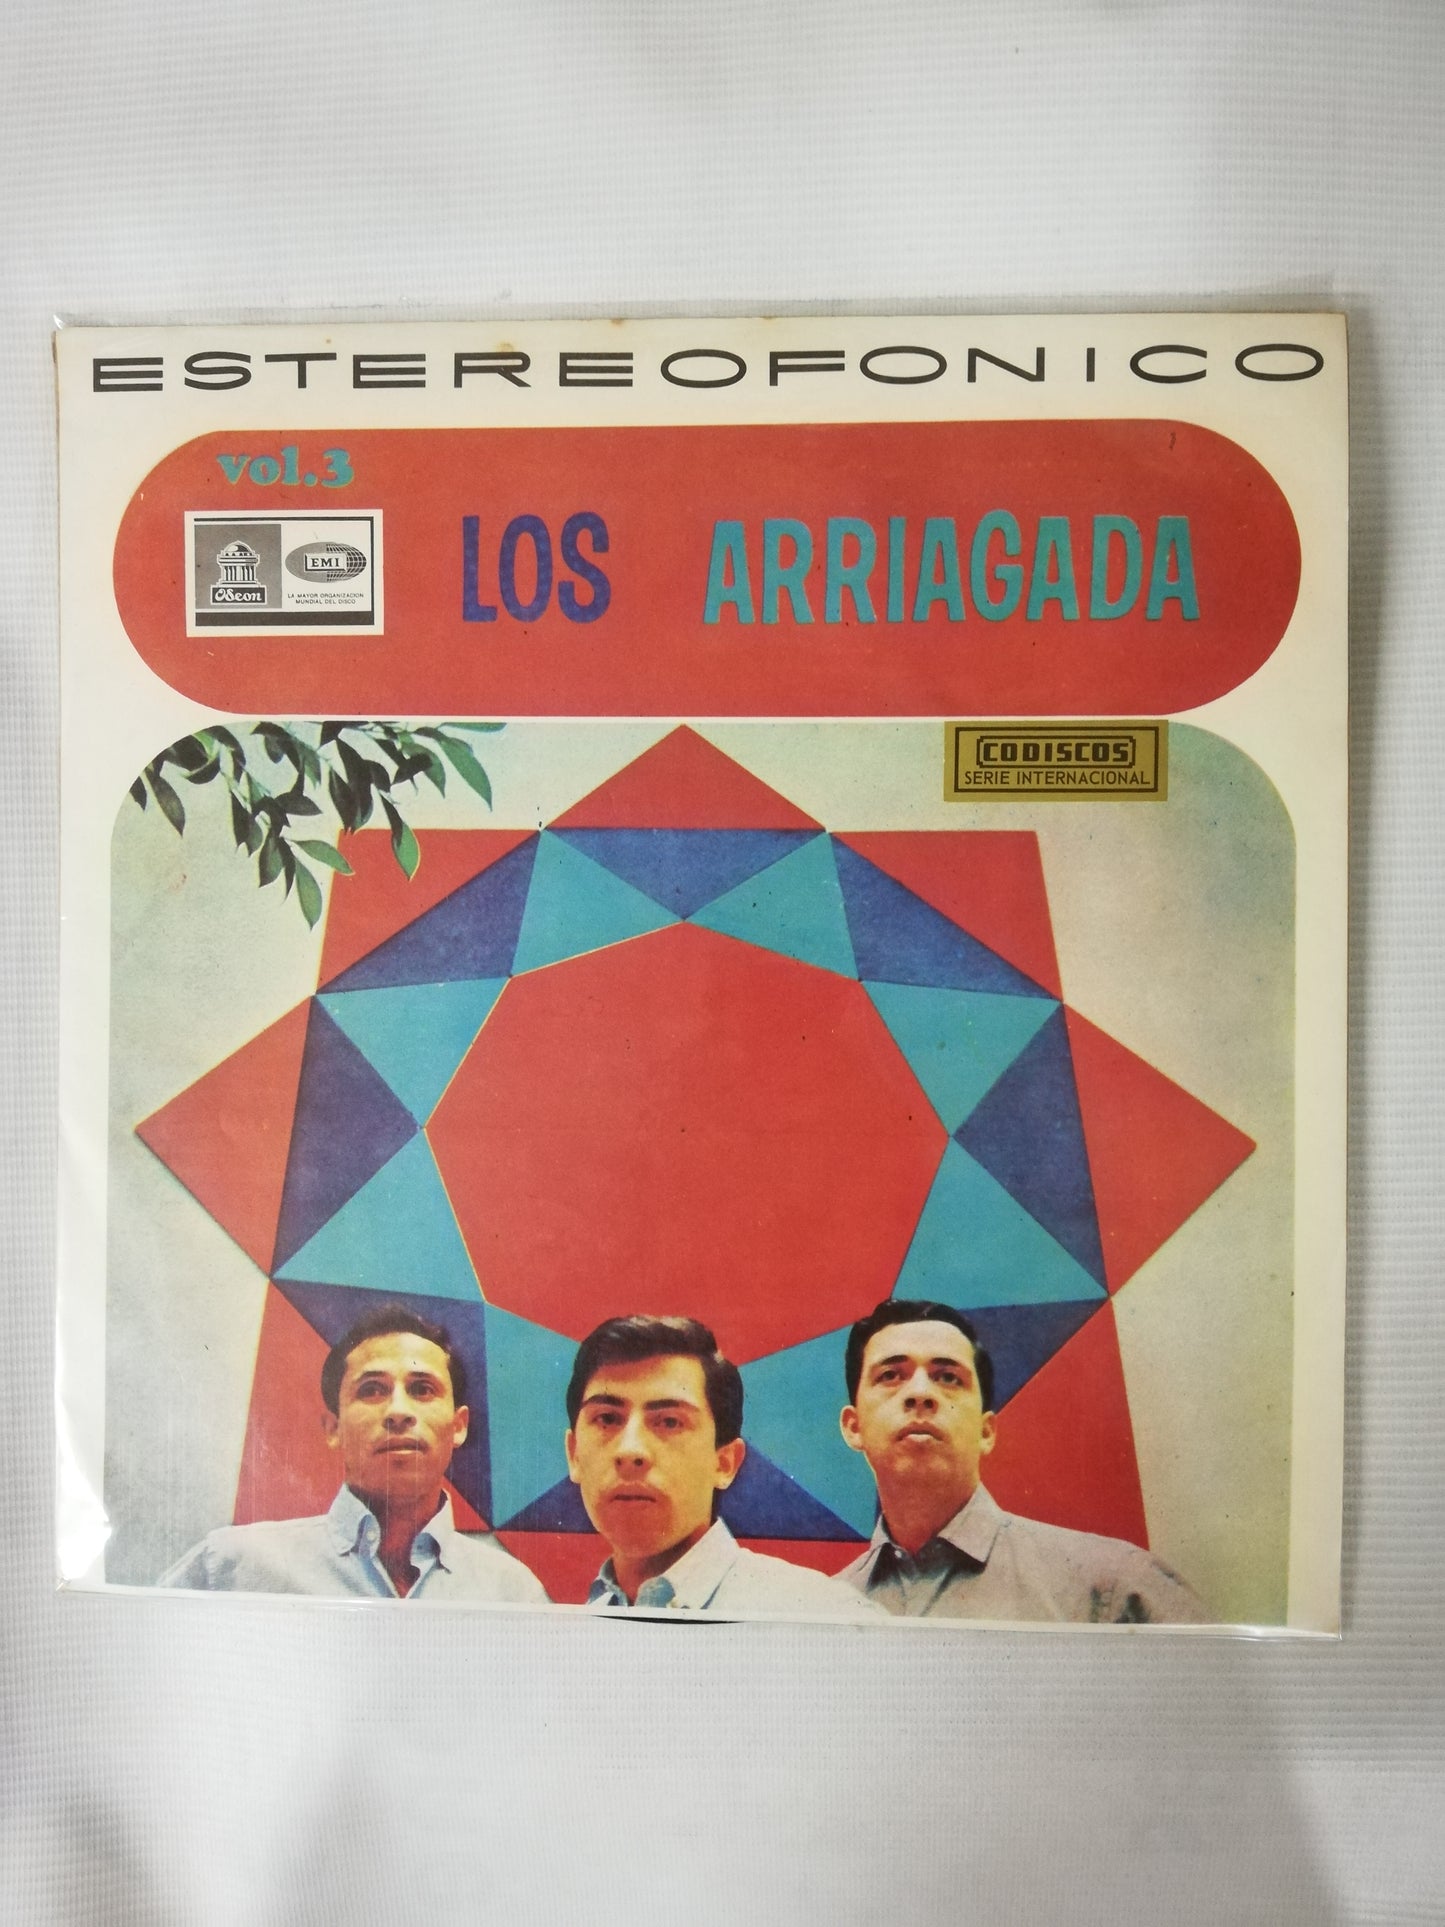 ESTEREOFONICO
vol.3
LOS ARRIAGADA
Odeon
EMI
LA MAYOR ORGANIZACION
MUNDIAL DEL DISCO
CODISCOS
SERIE INTERNACIONAL